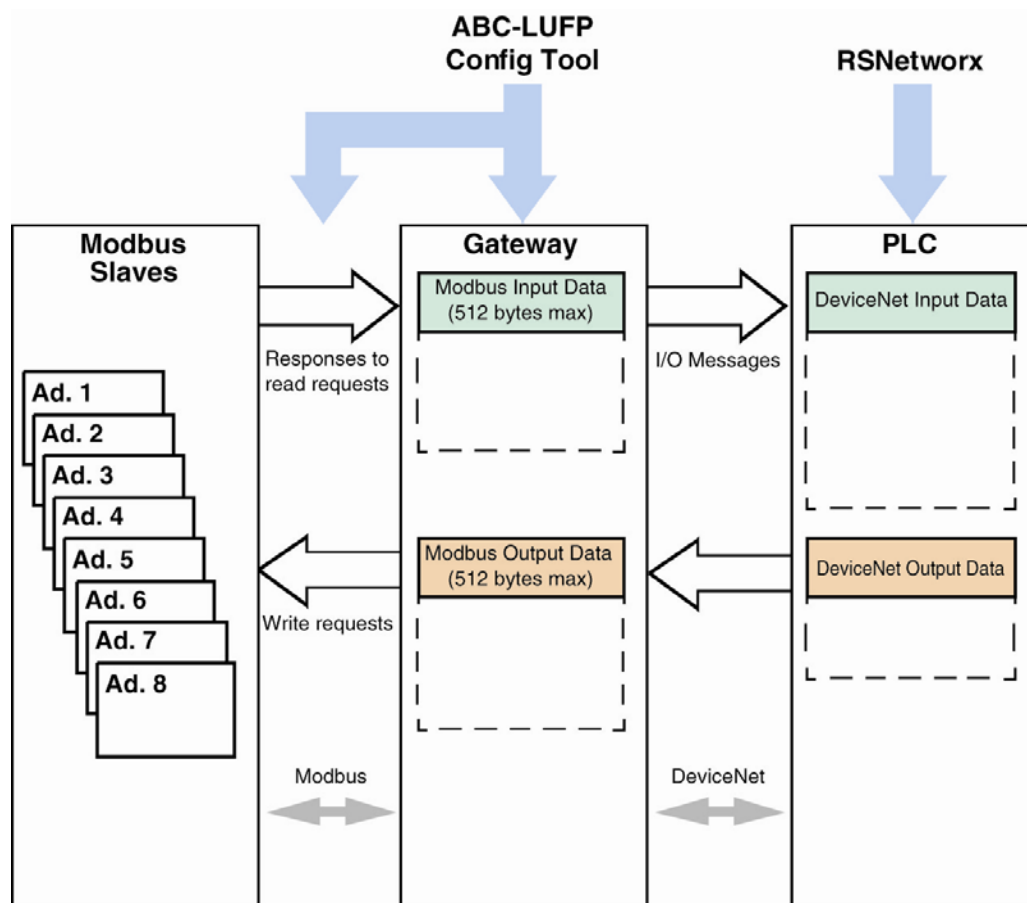 ABC-LUFP
Config Tool
RSNetworx
Modbus
Slaves
Gateway
PLC
Modbus Input Data
(512 bytes max)
DeviceNet Input Data
Responses to
read requests
I/O Messages
Ad. 1
Ad. 2
Ad. 3
Ad. 4
Ad. 5
Ad. 6
Ad. 7
Ad. 8
Modbus Output Data
(512 bytes max)
DeviceNet Output Data
Write requests
Modbus
DeviceNet